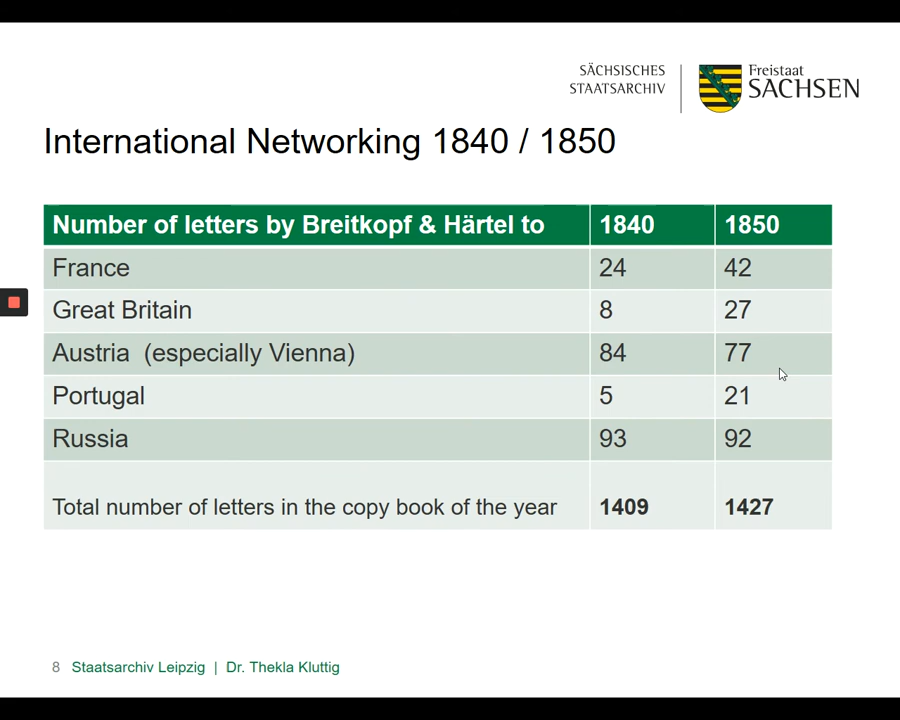 SÄCHSISCHES
STAATSARCHIV
Freistaat
SACHSEN
International Networking 1840 / 1850
Number of letters by Breitkopf & Härtel to 1840 1850
France 24 42
Great Britain 8 27
Austria (especially Vienna) 84 77
Portugal 5 21
Russia 93 92
Total number of letters in the copy book of the year 1409 1427
8 Staatsarchiv Leipzig | Dr. Thekla Kluttig